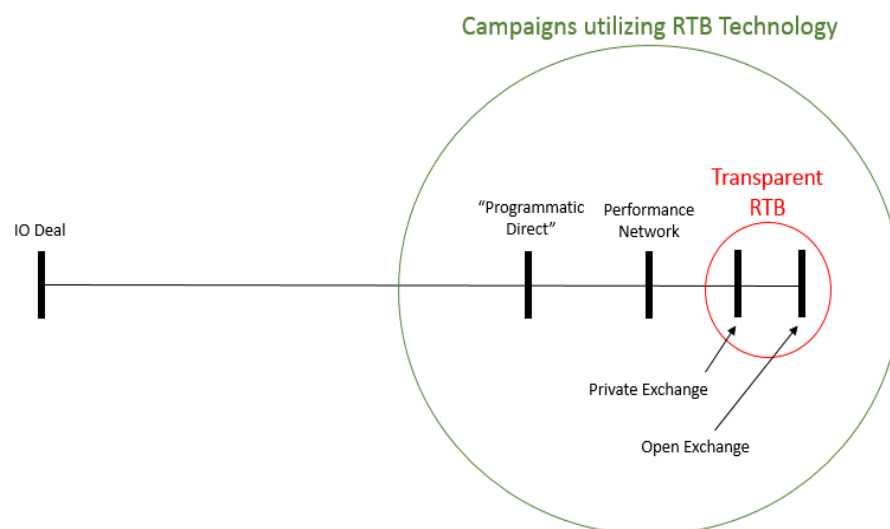 Campaigns utilizing RTB Technology
Transparent
RTB
IO Deal
“Programmatic
Direct”
Performance
Network
Private Exchange
Open Exchange